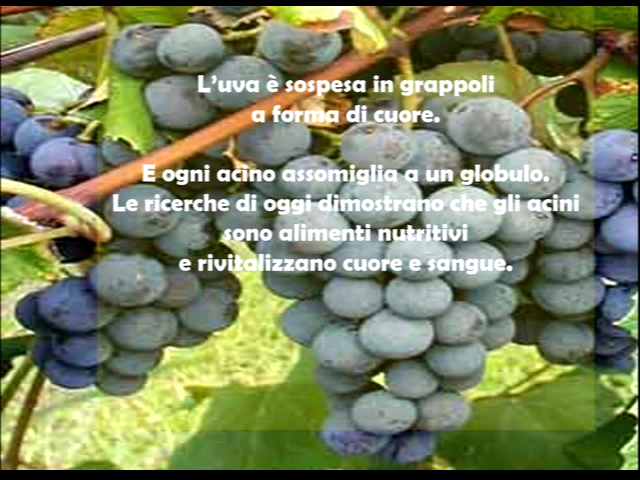 L'uva è sospesa in grappoli
a forma di cuore.
E ogni acino assomiglia a un globulo.
Le ricerche di oggi dimostrano che gli acini
sono alimenti nutritivi
e rivitalizzano cuore e sangue.